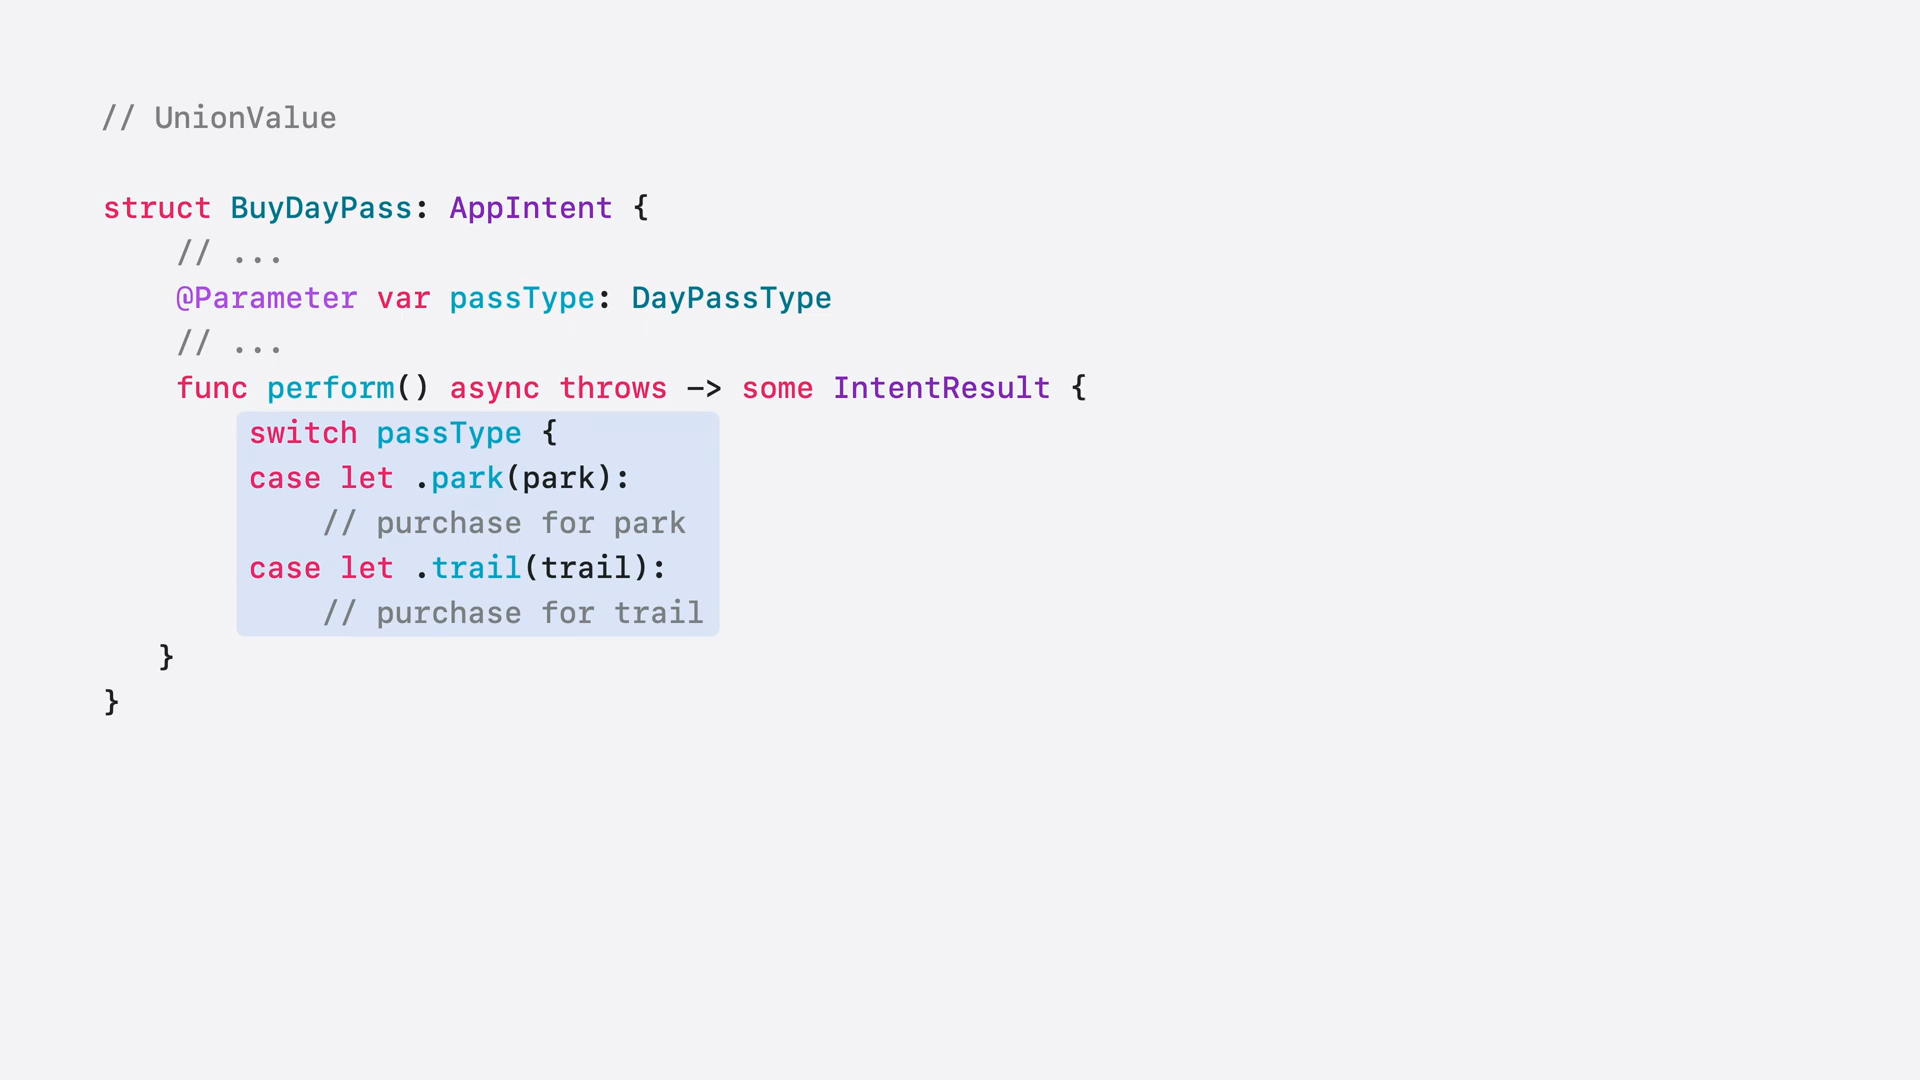 // UnionValue
struct BuyDayPass: AppIntent {
// ...
@Parameter var passType: DayPassType
// ...
func perform() async throws -> some IntentResult {
switch passType {
case let .park(park):
// purchase for park
case let .trail(trail):
// purchase for trail
}
}